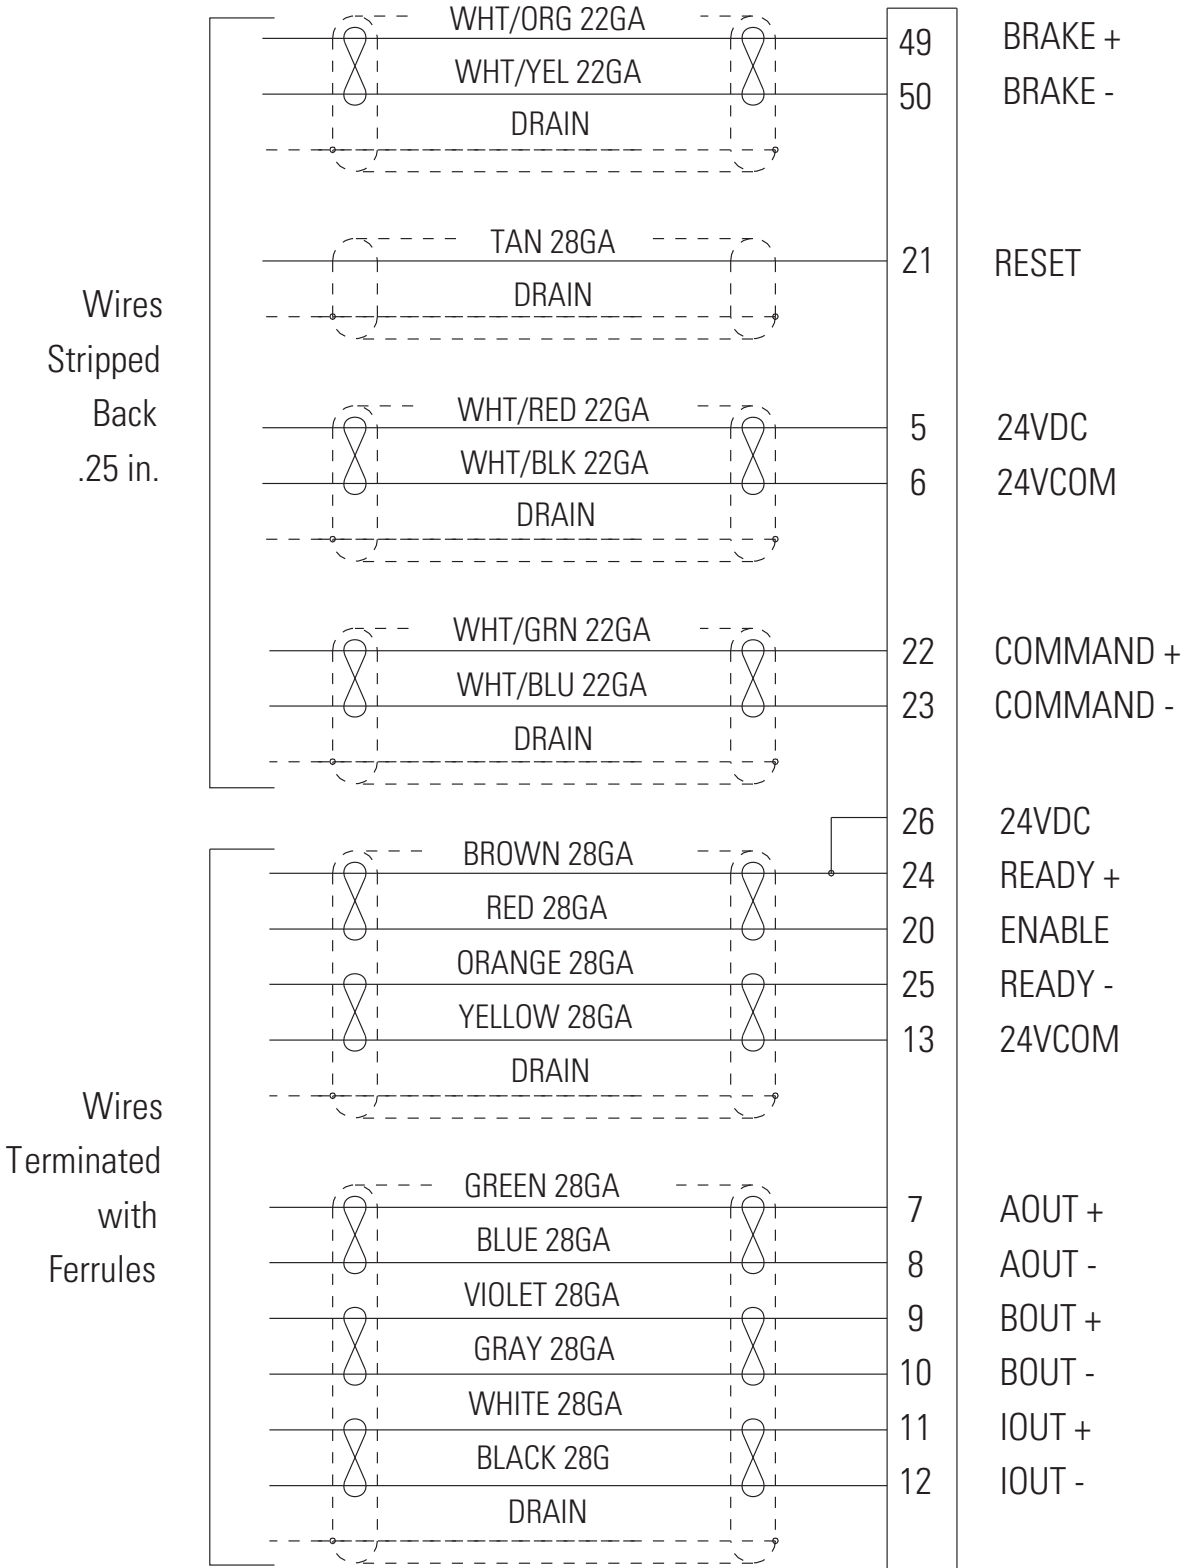 WHT/ORG 22GA 49 BRAKE +
WHT/YEL 22GA 50 BRAKE -
DRAIN
TAN 28GA 21 RESET
DRAIN
Wires
Stripped
Back
.25 in.
WHT/RED 22GA 5 24VDC
WHT/BLK 22GA 6 24VCOM
DRAIN
WHT/GRN 22GA 22 COMMAND +
WHT/BLU 22GA 23 COMMAND -
DRAIN
26 24VDC
BROWN 28GA 24 READY +
RED 28GA 20 ENABLE
ORANGE 28GA 25 READY -
YELLOW 28GA 13 24VCOM
DRAIN
Wires
Terminated
with
Ferrules
GREEN 28GA 7 AOUT +
BLUE 28GA 8 AOUT -
VIOLET 28GA 9 BOUT +
GRAY 28GA 10 BOUT -
WHITE 28GA 11 IOUT +
BLACK 28G 12 IOUT -
DRAIN